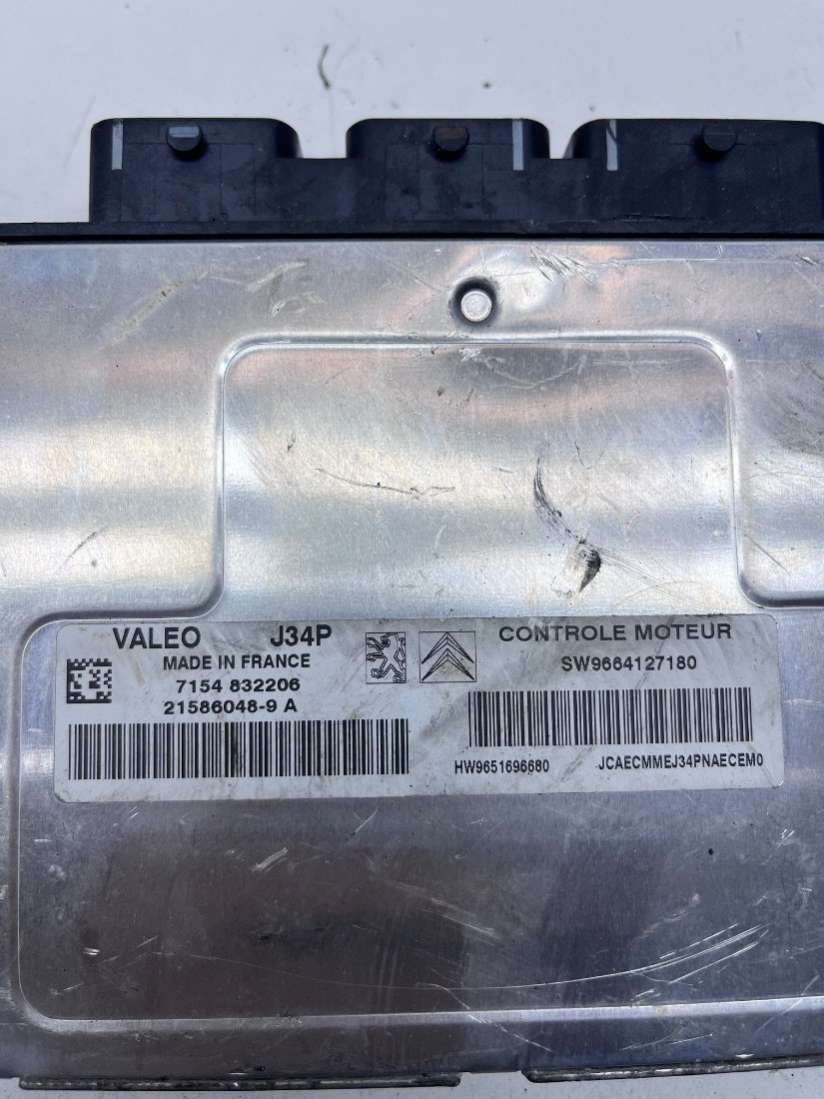 VALEO J34P
MADE IN FRANCE
7154 832206
21586048-9 A
CONTROLE MOTEUR
SW9664127180
HW9651696680 JCAECMMEJ34PNAECEM0